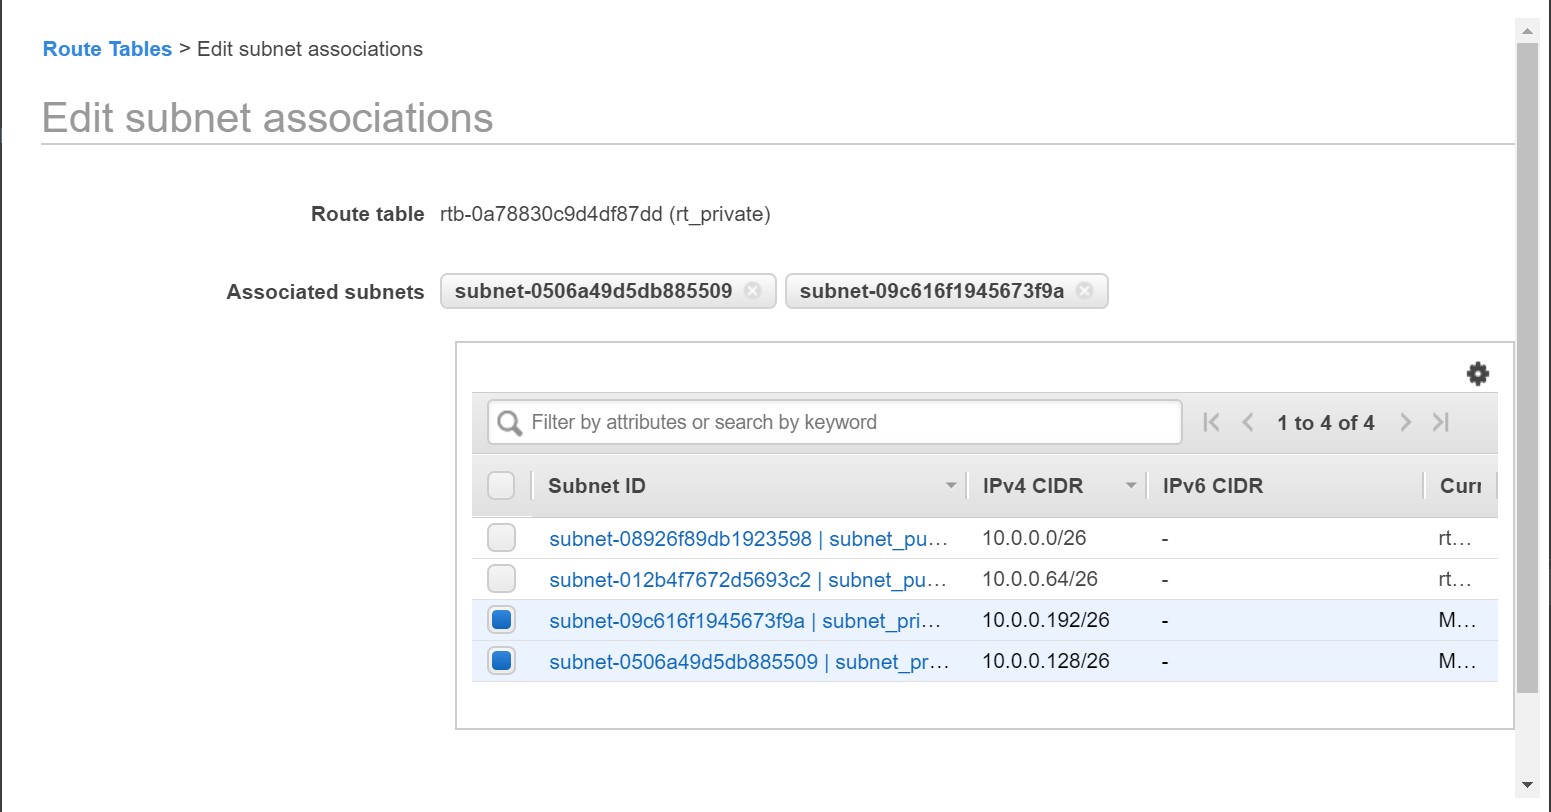 Route Tables > Edit subnet associations
Edit subnet associations
Route table rtb-0a78830c9d4df87dd (rt_private)
Associated subnets subnet-0506a49d5db885509 subnet-09c616f1945673f9a
Filter by attributes or search by keyword 1 to 4 of 4
Subnet ID IPv4 CIDR IPv6 CIDR Curr
subnet-08926f89db1923598 | subnet_pu... 10.0.0.0/26 - rt...
subnet-012b4f7672d5693c2 | subnet_pu... 10.0.0.64/26 - rt...
subnet-09c616f1945673f9a | subnet_pri... 10.0.0.192/26 - M...
subnet-0506a49d5db885509 | subnet_pr... 10.0.0.128/26 - M...